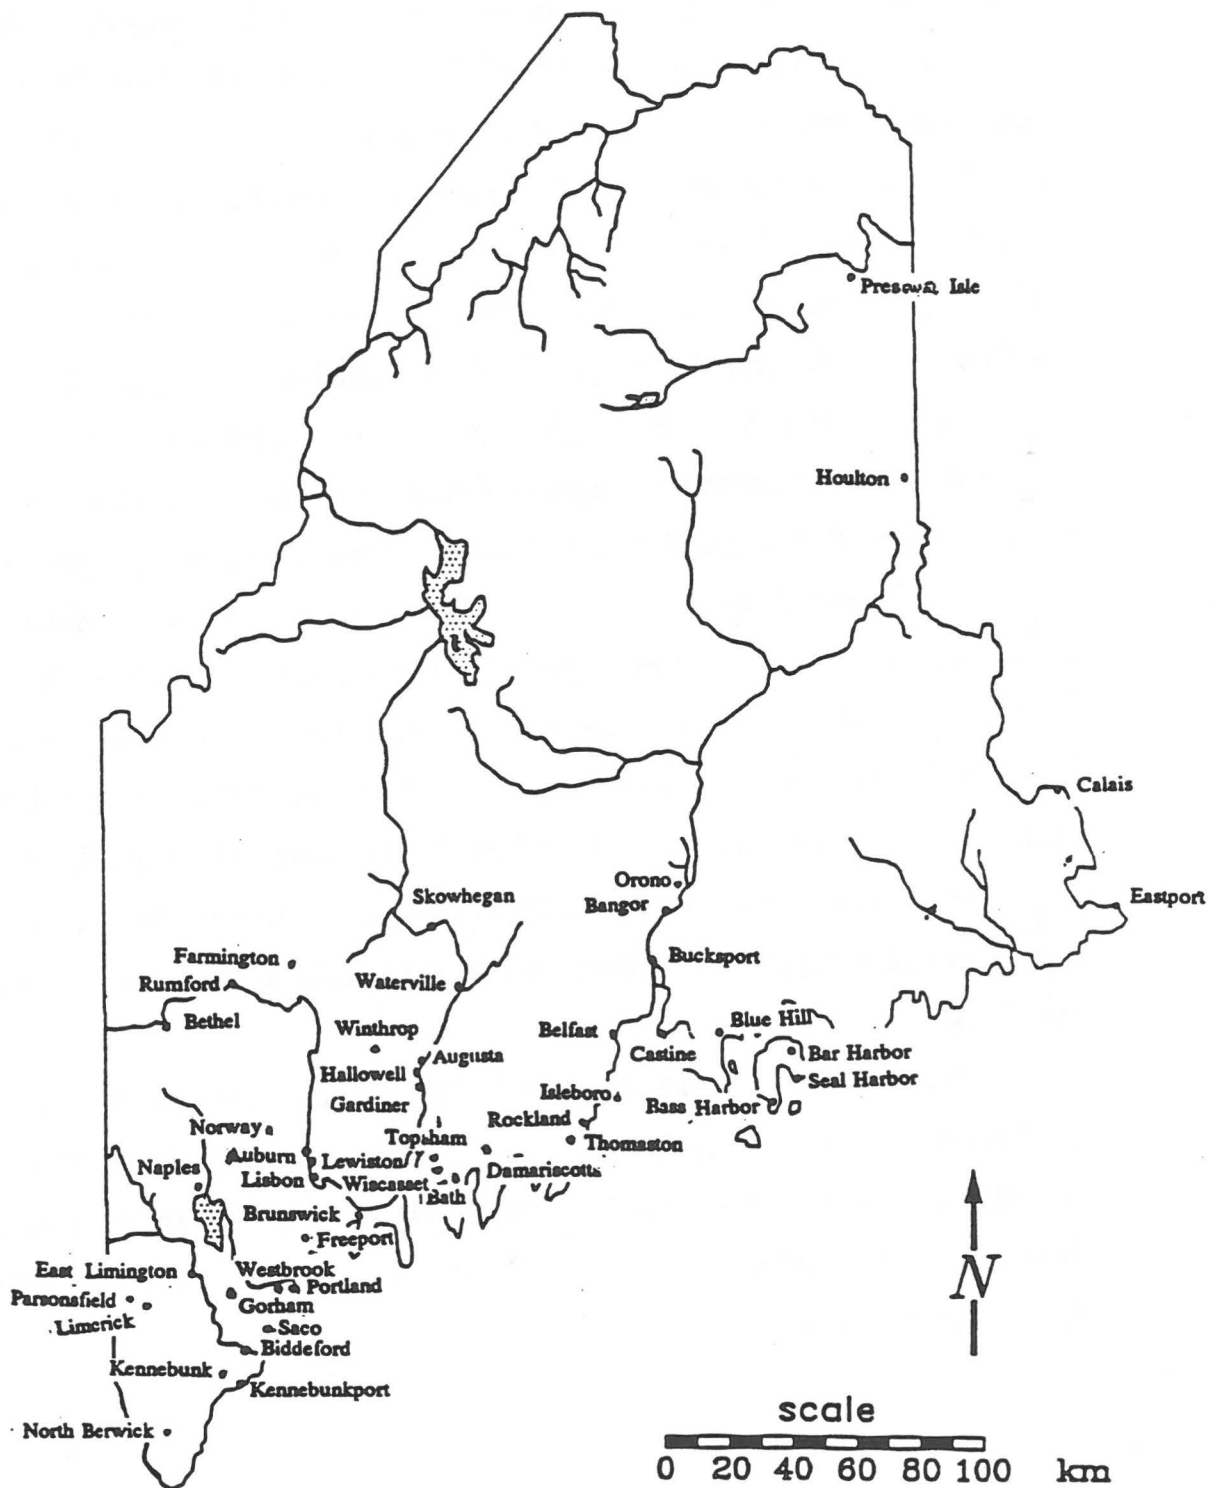 Presque Isle
Houlton
Calais
Skowhegan
Orono
Bangor
Eastport
Farmington
Rumford
Waterville
Bucksport
Bethel
Winthrop
Belfast
Blue Hill
Augusta
Castine
Bar Harbor
Hallowell
Seal Harbor
Gardiner
Isleboro
Bass Harbor
Norway
Topsham
Rockland
Thomaston
Auburn
Lewiston
Naples
Lisbon
Wiscasset
Damariscotta
Bath
Brunswick
Freeport
East Limington
Westbrook
Portland
Parsonsfield
Gorham
Limerick
Saco
Biddeford
Kennebunk
Kennebunkport
North Berwick
N
scale
0 20 40 60 80 100 km